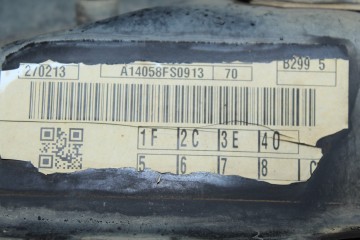 270213 A14058FS0913 70 B299 5
1F 2C 3E 40
5 6 7 8